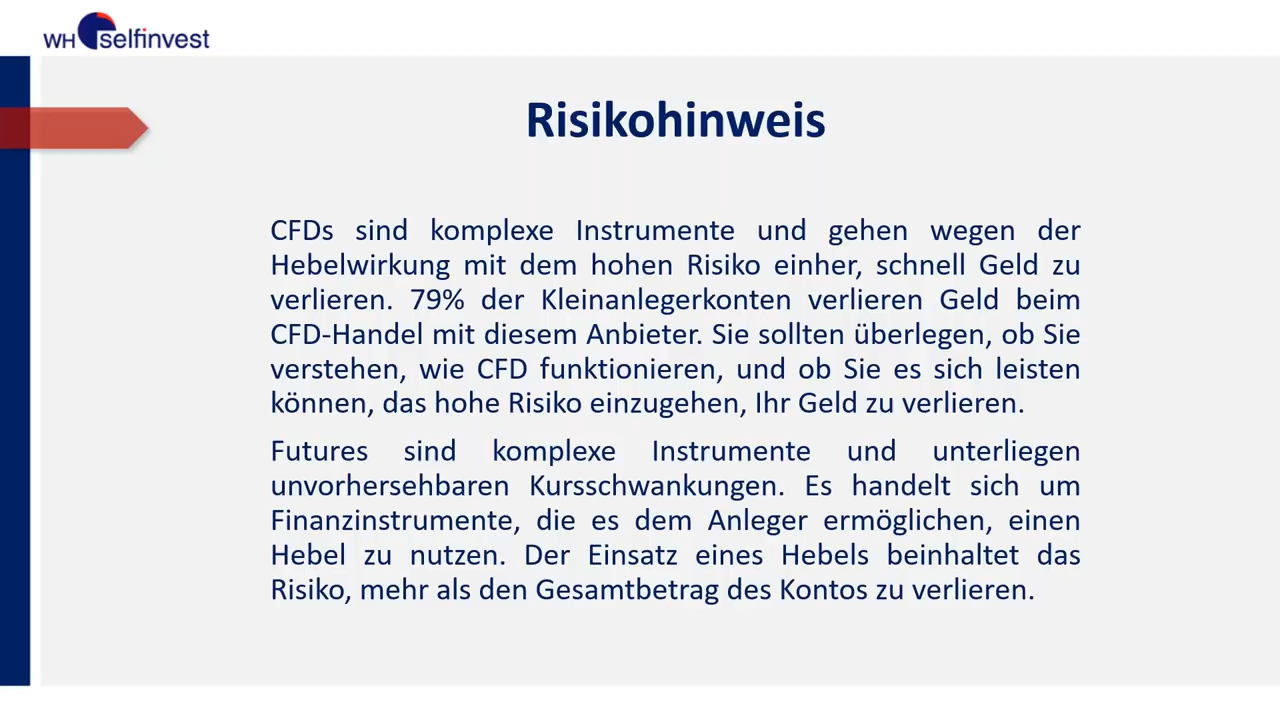 WH selfinvest
Risikohinweis
CFDs sind komplexe Instrumente und gehen wegen der
Hebelwirkung mit dem hohen Risiko einher, schnell Geld zu
verlieren. 79% der Kleinanlegerkonten verlieren Geld beim
CFD-Handel mit diesem Anbieter. Sie sollten überlegen, ob Sie
verstehen, wie CFD funktionieren, und ob Sie es sich leisten
können, das hohe Risiko einzugehen, Ihr Geld zu verlieren.
Futures sind komplexe Instrumente und unterliegen
unvorhersehbaren Kursschwankungen. Es handelt sich um
Finanzinstrumente, die es dem Anleger ermöglichen, einen
Hebel zu nutzen. Der Einsatz eines Hebels beinhaltet das
Risiko, mehr als den Gesamtbetrag des Kontos zu verlieren.